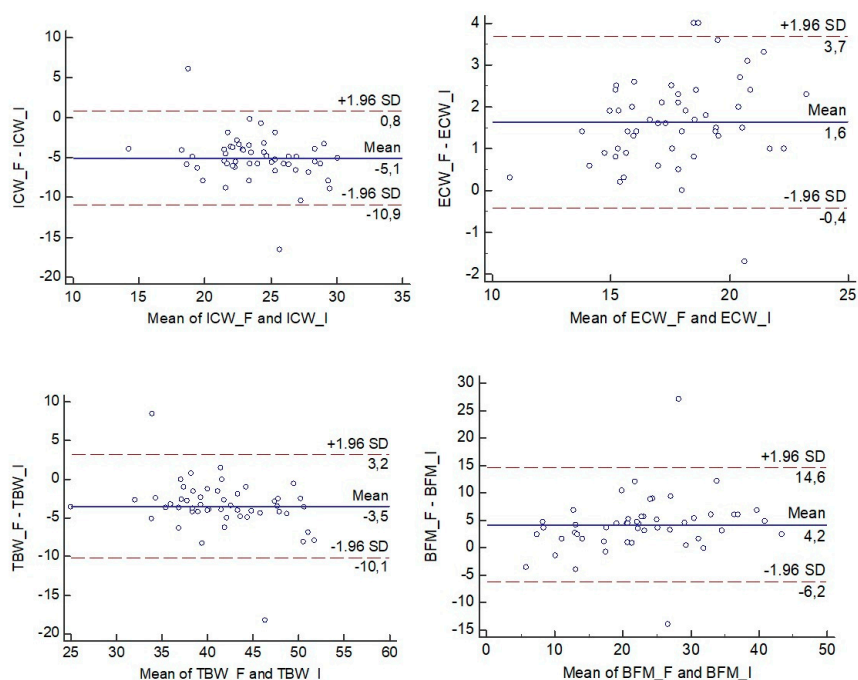 10
5
0
-5
-10
-15
-20
10 15 20 25 30 35
ICW_F - ICW_I
Mean of ICW_F and ICW_I
+1.96 SD
0,8
Mean
-5,1
-1.96 SD
-10,9
4
3
2
1
0
-1
-2
10 15 20 25
ECW_F - ECW_I
Mean of ECW_F and ECW_I
+1.96 SD
3,7
Mean
1,6
-1.96 SD
-0,4
10
5
0
-5
-10
-15
-20
25 30 35 40 45 50 55 60
TBW_F - TBW_I
Mean of TBW_F and TBW_I
+1.96 SD
3,2
Mean
-3,5
-1.96 SD
-10,1
30
25
20
15
10
5
0
-5
-10
-15
0 10 20 30 40 50
BFM_F - BFM_I
Mean of BFM_F and BFM_I
+1.96 SD
14,6
Mean
4,2
-1.96 SD
-6,2